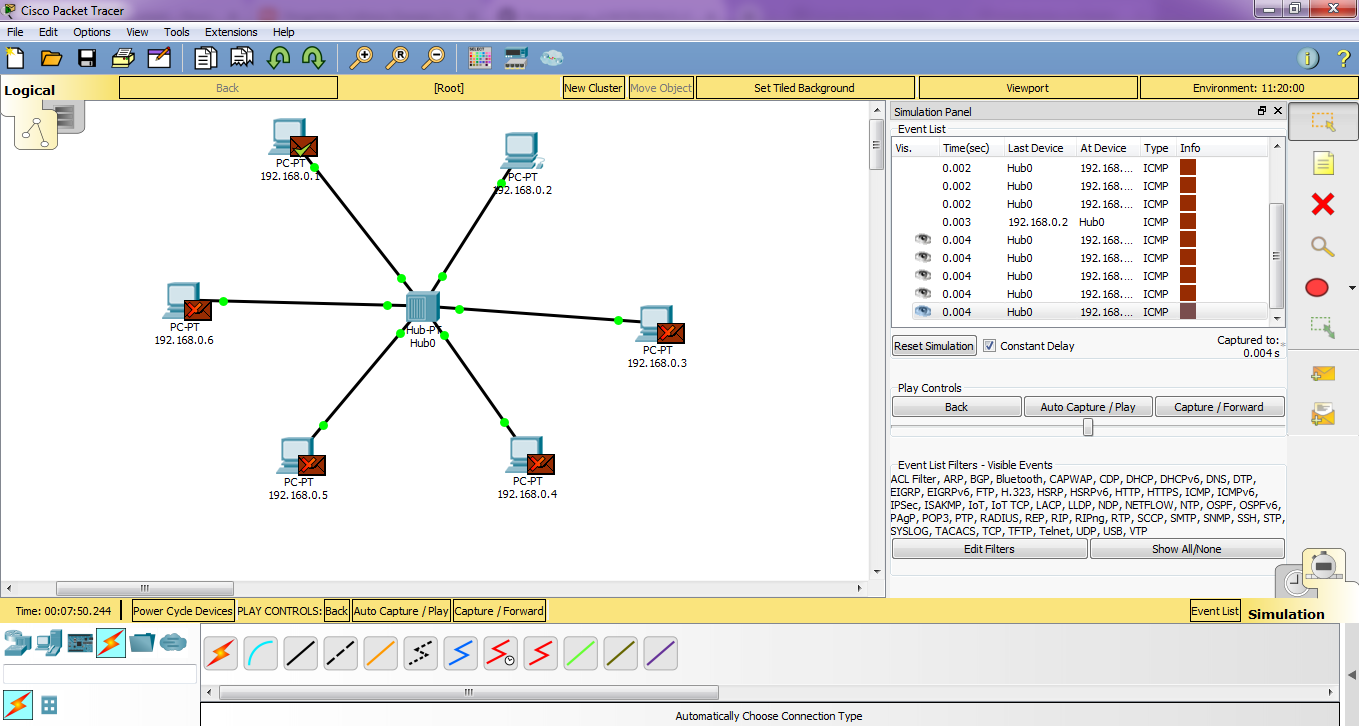 Cisco Packet Tracer
File Edit Options View Tools Extensions Help
Logical
Back
[Root]
New Cluster
Move Object
Set Tiled Background
Viewport
Environment: 11:20:00
PC-PT
192.168.0.1
PC-PT
192.168.0.2
PC-PT
192.168.0.6
Hub-PT
Hub0
PC-PT
192.168.0.3
PC-PT
192.168.0.5
PC-PT
192.168.0.4
Simulation Panel
Event List
Vis. Time(sec) Last Device At Device Type Info
0.002 Hub0 192.168.... ICMP
0.002 Hub0 192.168.... ICMP
0.002 Hub0 192.168.... ICMP
0.003 192.168.0.2 Hub0 ICMP
0.004 Hub0 192.168.... ICMP
0.004 Hub0 192.168.... ICMP
0.004 Hub0 192.168.... ICMP
0.004 Hub0 192.168.... ICMP
0.004 Hub0 192.168.... ICMP
Reset Simulation
Constant Delay
Captured to:
0.004 s
Play Controls
Back
Auto Capture / Play
Capture / Forward
Event List Filters - Visible Events
ACL Filter, ARP, BGP, Bluetooth, CAPWAP, CDP, DHCP, DHCPv6, DNS, DTP,
EIGRP, EIGRPv6, FTP, H.323, HSRP, HSRPv6, HTTP, HTTPS, ICMP, ICMPv6,
IPSec, ISAKMP, IoT, IoT TCP, LACP, LLDP, NDP, NETFLOW, NTP, OSPF, OSPFv6,
PAgP, POP3, PTP, RADIUS, REP, RIP, RIPng, RTP, SCCP, SMTP, SNMP, SSH, STP,
SYSLOG, TACACS, TCP, TFTP, Telnet, UDP, USB, VTP
Edit Filters
Show All/None
Time: 00:07:50.244
Power Cycle Devices
PLAY CONTROLS:
Back
Auto Capture / Play
Capture / Forward
Event List
Simulation
Automatically Choose Connection Type